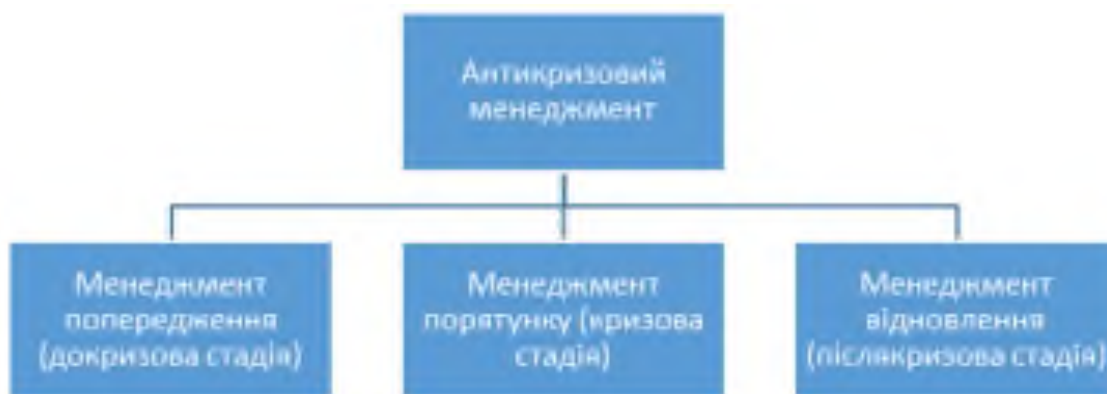 Антикризовий
менеджмент
Менеджмент
попередження
(докризова стадія)
Менеджмент
порятунку (кризова
стадія)
Менеджмент
відновлення
(післякризова стадія)